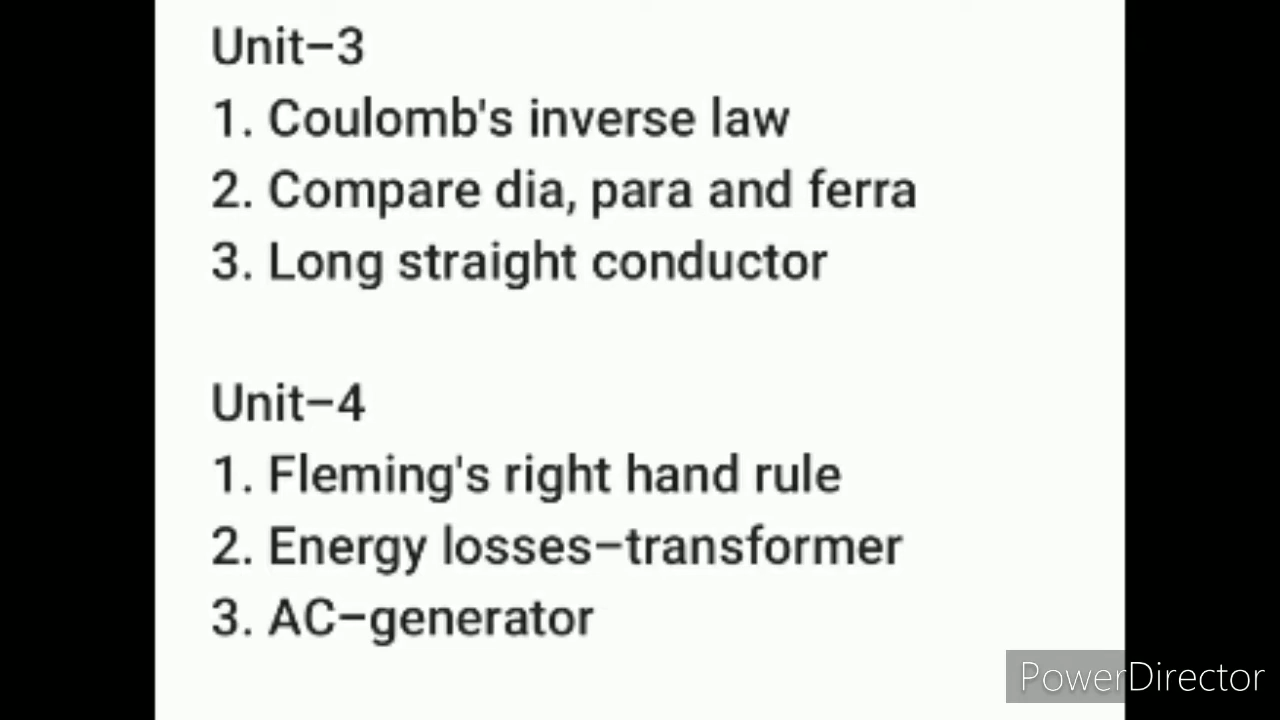 Unit–3
1. Coulomb's inverse law
2. Compare dia, para and ferra
3. Long straight conductor
Unit–4
1. Fleming's right hand rule
2. Energy losses–transformer
3. AC–generator
PowerDirector